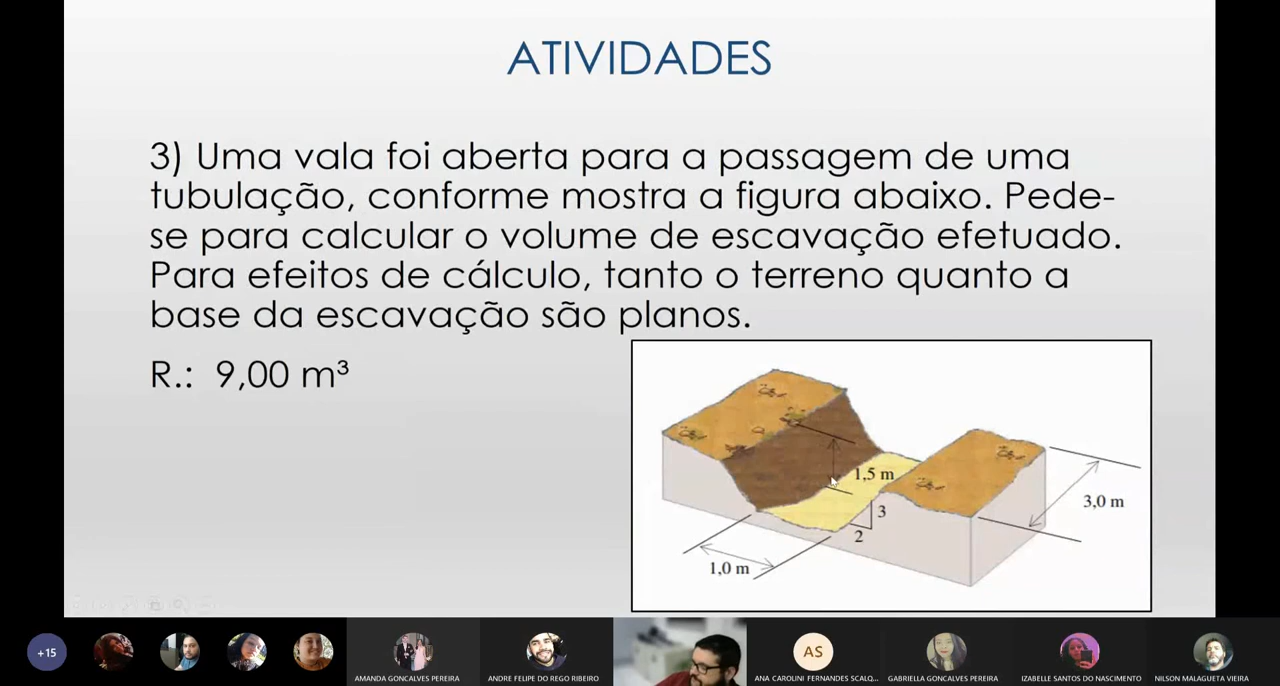 ATIVIDADES
3) Uma vala foi aberta para a passagem de uma
tubulação, conforme mostra a figura abaixo. Pede-
se para calcular o volume de escavação efetuado.
Para efeitos de cálculo, tanto o terreno quanto a
base da escavação são planos.
R.: 9,00 m³
1,5 m
3,0 m
3
2
1,0 m
+15
AS
AMANDA GONCALVES PEREIRA
ANDRE FELIPE DO REGO RIBEIRO
ANA CAROLINI FERNANDES SCALQ...
GABRIELLA GONCALVES PEREIRA
IZABELLE SANTOS DO NASCIMENTO
NILSON MALAGUETA VIEIRA